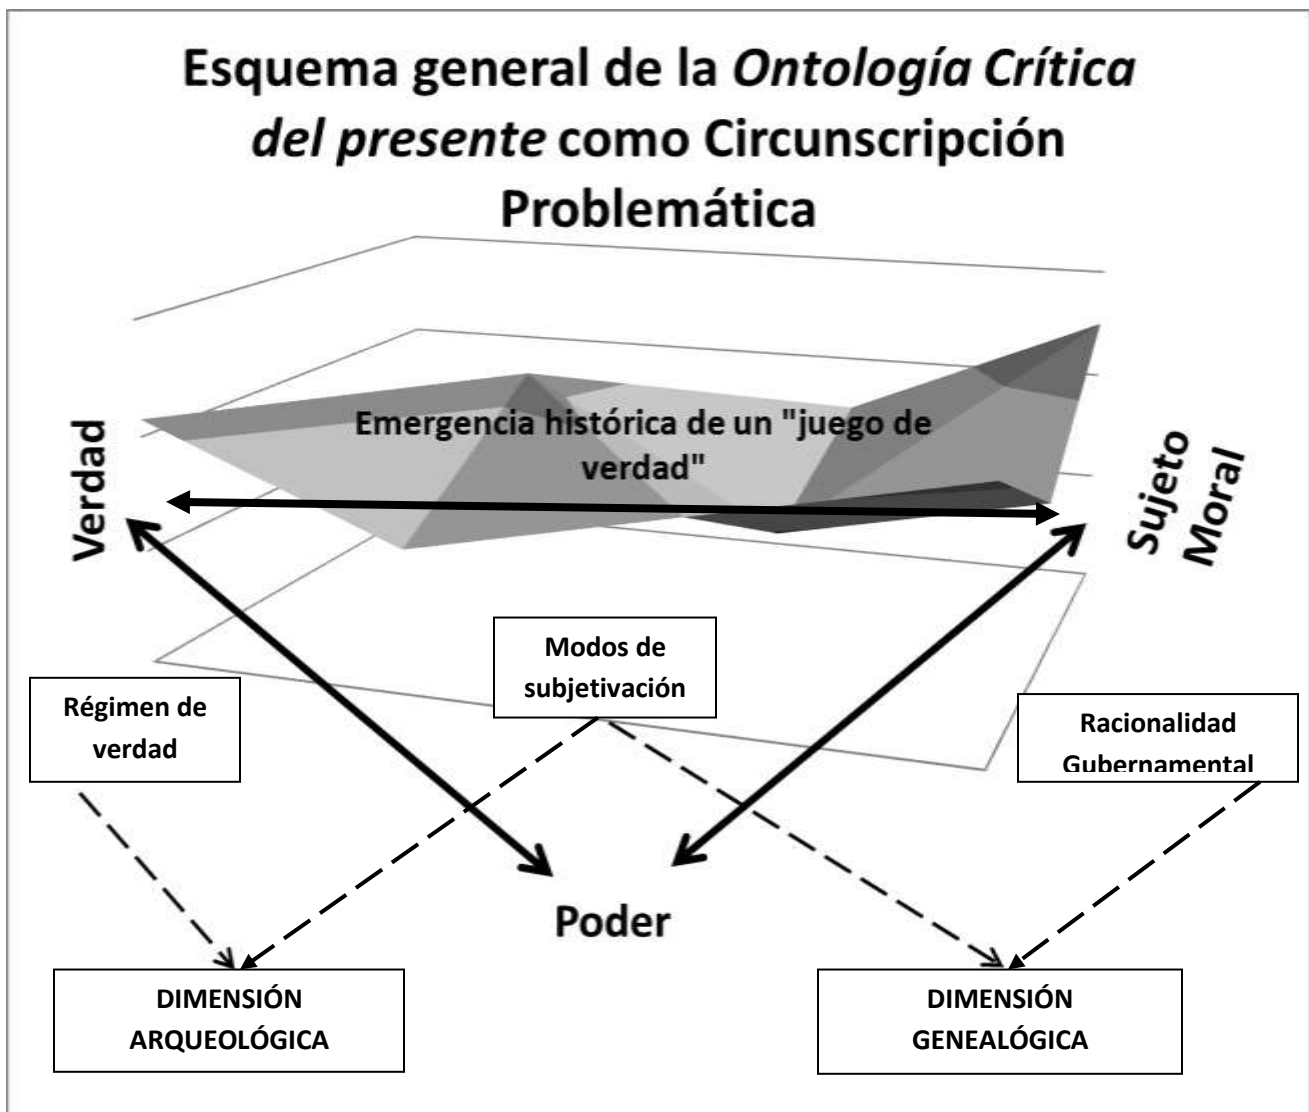 Esquema general de la Ontología Crítica
del presente como Circunscripción
Problemática
Emergencia histórica de un "juego de
verdad"
Verdad
Sujeto
Moral
Modos de
subjetivación
Régimen de
verdad
Racionalidad
Gubernamental
Poder
DIMENSIÓN
ARQUEOLÓGICA
DIMENSIÓN
GENEALÓGICA